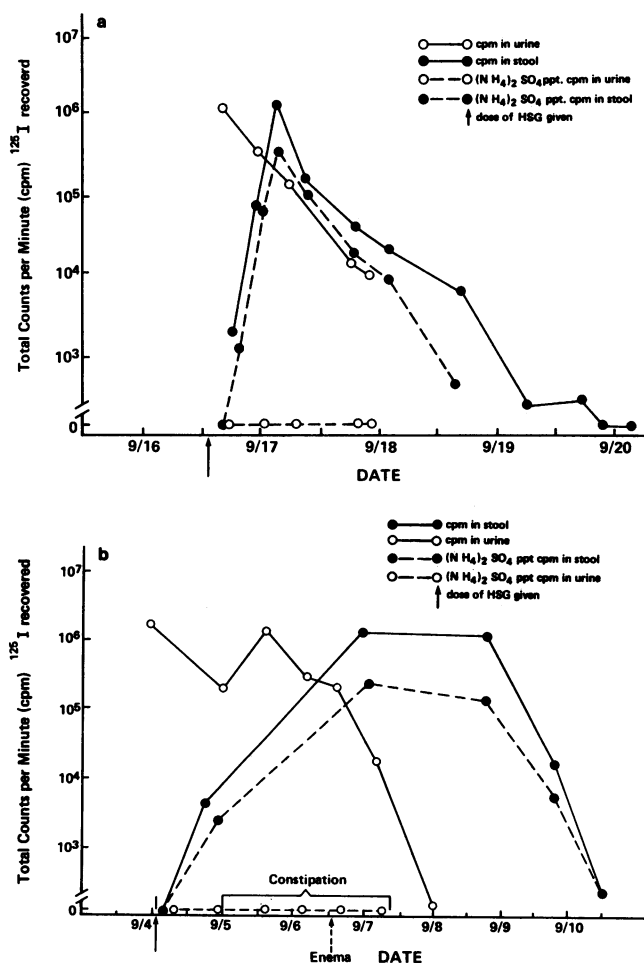 a
10⁷
10⁶
10⁵
10⁴
10³
0
Total Counts per Minute (cpm) ¹²⁵I recoverd
cpm in urine
cpm in stool
(N H₄)₂ SO₄ ppt. cpm in urine
(N H₄)₂ SO₄ ppt. cpm in stool
dose of HSG given
9/16 9/17 9/18 9/19 9/20
DATE
b
10⁷
10⁶
10⁵
10⁴
10³
0
Total Counts per Minute (cpm) ¹²⁵I recovered
cpm in stool
cpm in urine
(N H₄)₂ SO₄ ppt cpm in stool
(N H₄)₂ SO₄ ppt cpm in urine
dose of HSG given
Constipation
9/4 9/5 9/6 9/7 9/8 9/9 9/10
Enema
DATE